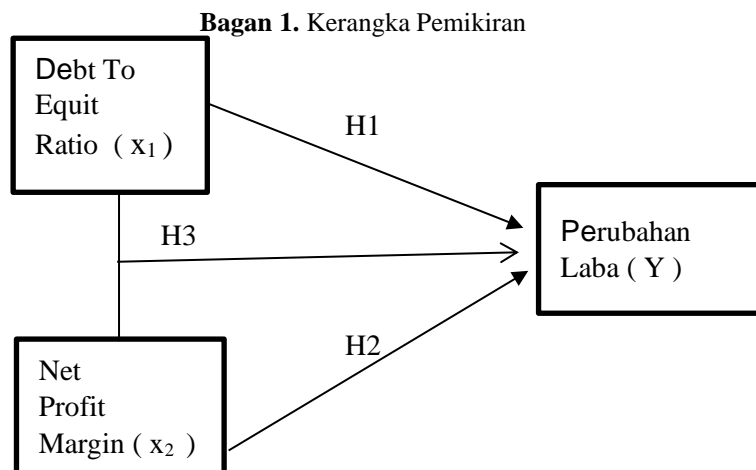 Bagan 1. Kerangka Pemikiran
Debt To
Equit
Ratio ( x₁ )
H1
H3
Perubahan
Laba ( Y )
H2
Net
Profit
Margin ( x₂ )